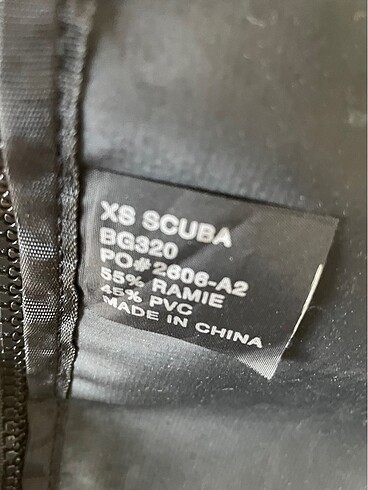 XS SCUBA
BG320
PO#2606-A2
55% RAMIE
45% PVC
MADE IN CHINA